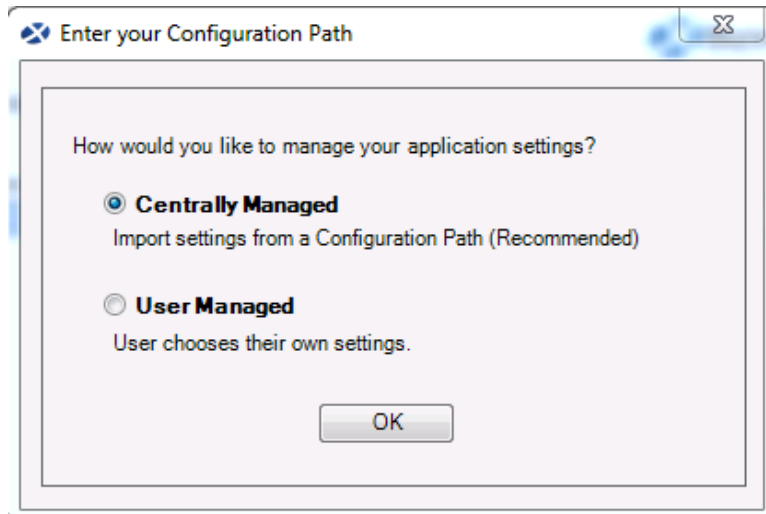 Enter your Configuration Path
How would you like to manage your application settings?
Centrally Managed
Import settings from a Configuration Path (Recommended)
User Managed
User chooses their own settings.
OK